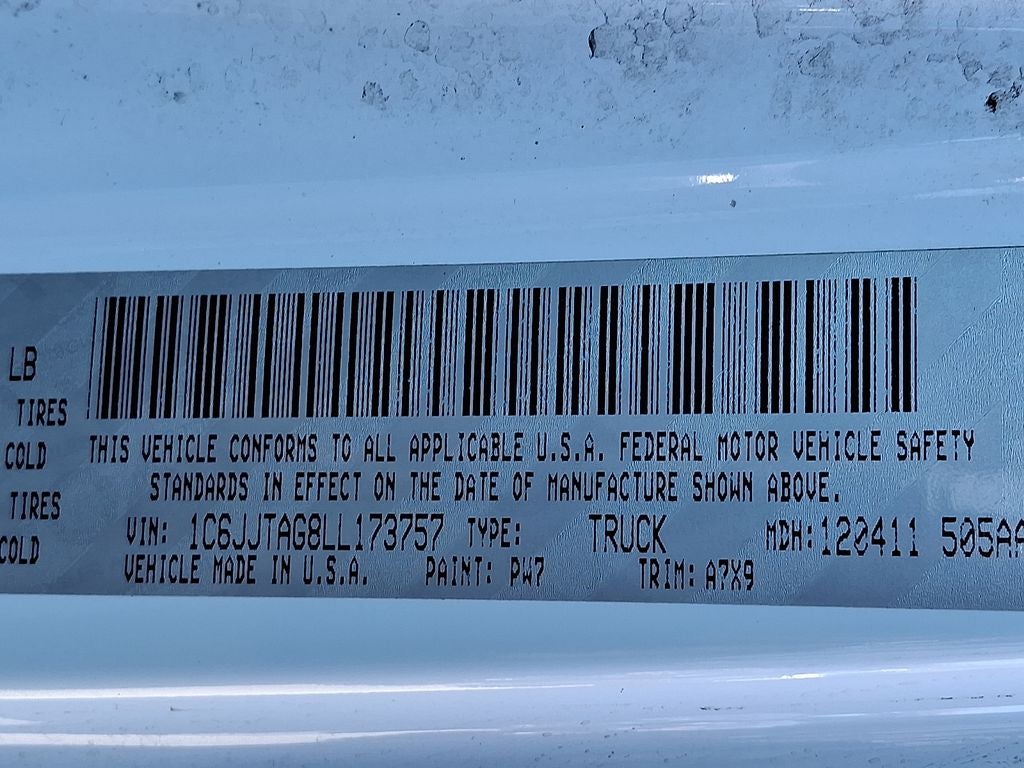 LB
TIRES
COLD
TIRES
COLD
THIS VEHICLE CONFORMS TO ALL APPLICABLE U.S.A. FEDERAL MOTOR VEHICLE SAFETY
STANDARDS IN EFFECT ON THE DATE OF MANUFACTURE SHOWN ABOVE.
VIN: 1C6JJTAG8LL173757 TYPE: TRUCK MDH:120411 505AA
VEHICLE MADE IN U.S.A. PAINT: PW7 TRIM: A7X9